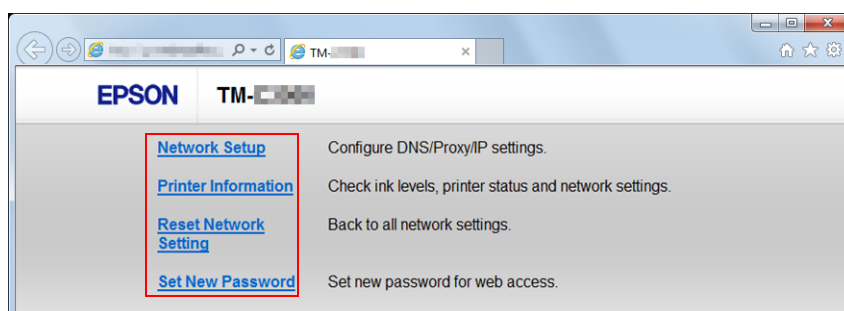 TM-
EPSON TM-
Network Setup Configure DNS/Proxy/IP settings.
Printer Information Check ink levels, printer status and network settings.
Reset Network Back to all network settings.
Setting
Set New Password Set new password for web access.